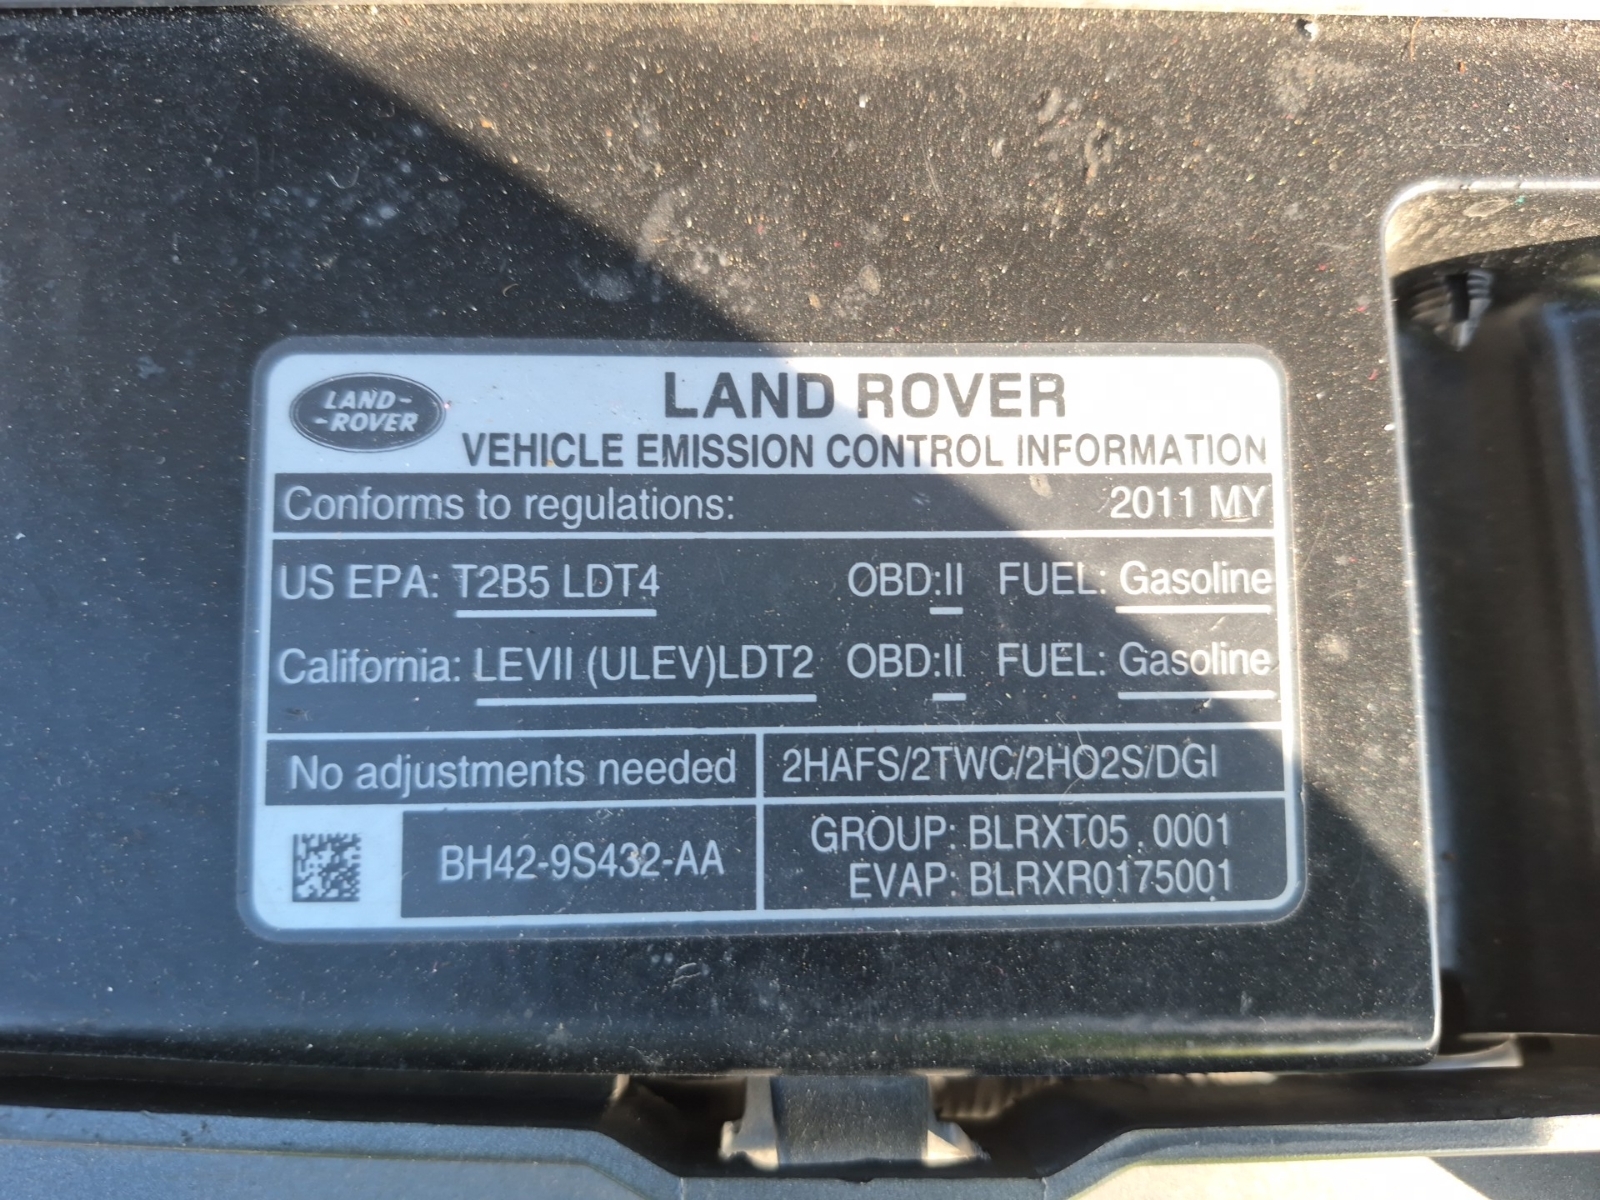 LAND-
-ROVER
LAND ROVER
VEHICLE EMISSION CONTROL INFORMATION
Conforms to regulations: 2011 MY
US EPA: T2B5 LDT4 OBD:II FUEL: Gasoline
California: LEVII (ULEV)LDT2 OBD:II FUEL: Gasoline
No adjustments needed 2HAFS/2TWC/2HO2S/DGI
BH42-9S432-AA
GROUP: BLRXT05.0001
EVAP: BLRXR0175001